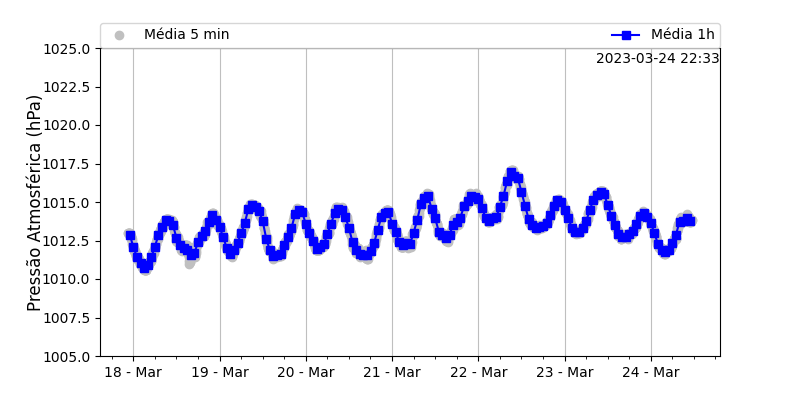 Média 5 min
Média 1h
2023-03-24 22:33
Pressão Atmosférica (hPa)
1025.0
1022.5
1020.0
1017.5
1015.0
1012.5
1010.0
1007.5
1005.0
18 - Mar
19 - Mar
20 - Mar
21 - Mar
22 - Mar
23 - Mar
24 - Mar